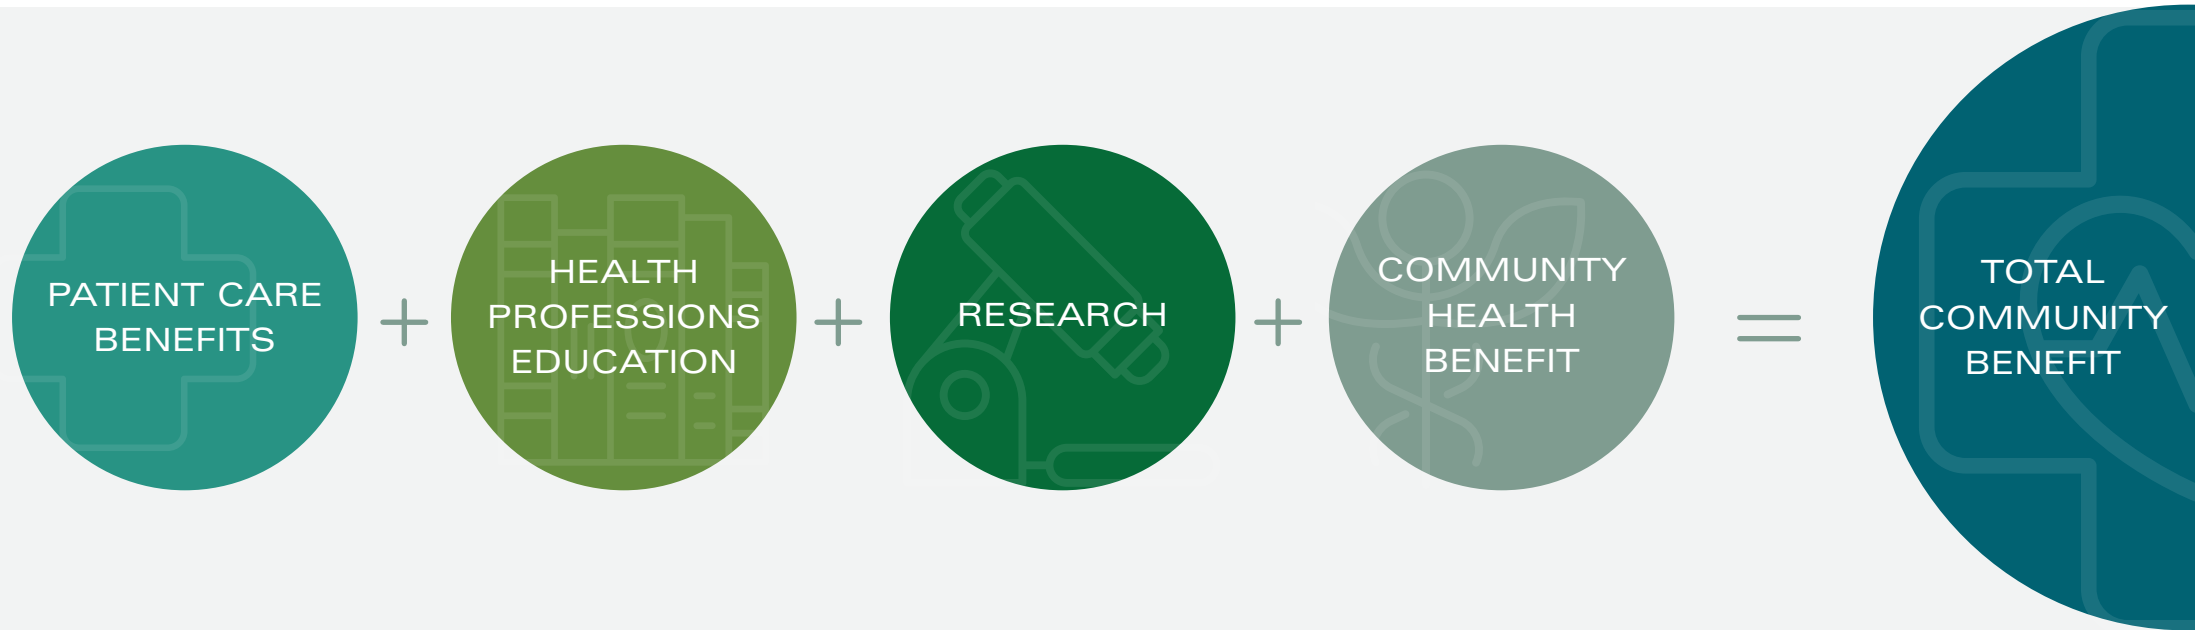 PATIENT CARE
BENEFITS
+
HEALTH
PROFESSIONS
EDUCATION
+
RESEARCH
+
COMMUNITY
HEALTH
BENEFIT
=
TOTAL
COMMUNITY
BENEFIT